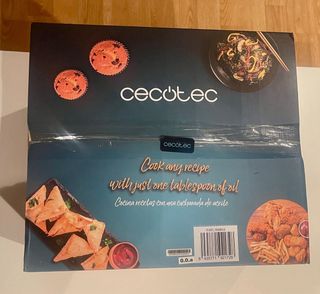 cecotec
cecotec
Cook any recipe
with just one tablespoon of oil
Cocina recetas con una cucharada de aceite